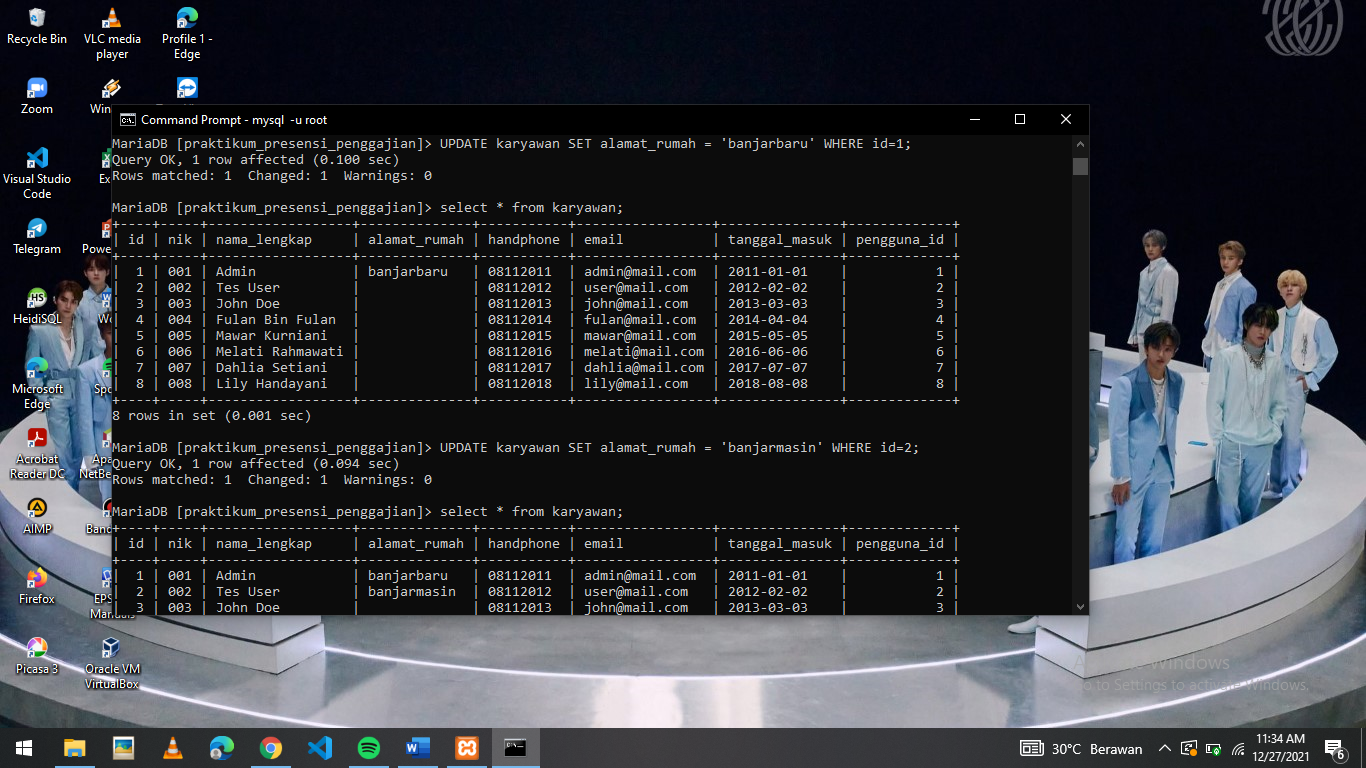 Recycle Bin
VLC media player
Profile 1 - Edge
Zoom
Visual Studio Code
Telegram
HeidiSQL
Microsoft Edge
Acrobat Reader DC
AIMP
Firefox
Picasa 3
Oracle VM VirtualBox
Command Prompt - mysql  -u root
MariaDB [praktikum_presensi_penggajian]> UPDATE karyawan SET alamat_rumah = 'banjarbaru' WHERE id=1;
Query OK, 1 row affected (0.100 sec)
Rows matched: 1  Changed: 1  Warnings: 0
MariaDB [praktikum_presensi_penggajian]> select * from karyawan;
+----+-----+------------------+--------------+-----------+------------------+---------------+-------------+
| id | nik | nama_lengkap     | alamat_rumah | handphone | email            | tanggal_masuk | pengguna_id |
+----+-----+------------------+--------------+-----------+------------------+---------------+-------------+
|  1 | 001 | Admin            | banjarbaru   | 08112011  | admin@mail.com   | 2011-01-01    |           1 |
|  2 | 002 | Tes User         |              | 08112012  | user@mail.com    | 2012-02-02    |           2 |
|  3 | 003 | John Doe         |              | 08112013  | john@mail.com    | 2013-03-03    |           3 |
|  4 | 004 | Fulan Bin Fulan  |              | 08112014  | fulan@mail.com   | 2014-04-04    |           4 |
|  5 | 005 | Mawar Kurniani   |              | 08112015  | mawar@mail.com   | 2015-05-05    |           5 |
|  6 | 006 | Melati Rahmawati |              | 08112016  | melati@mail.com  | 2016-06-06    |           6 |
|  7 | 007 | Dahlia Setiani   |              | 08112017  | dahlia@mail.com  | 2017-07-07    |           7 |
|  8 | 008 | Lily Handayani   |              | 08112018  | lily@mail.com    | 2018-08-08    |           8 |
+----+-----+------------------+--------------+-----------+------------------+---------------+-------------+
8 rows in set (0.001 sec)
MariaDB [praktikum_presensi_penggajian]> UPDATE karyawan SET alamat_rumah = 'banjarmasin' WHERE id=2;
Query OK, 1 row affected (0.094 sec)
Rows matched: 1  Changed: 1  Warnings: 0
MariaDB [praktikum_presensi_penggajian]> select * from karyawan;
+----+-----+------------------+--------------+-----------+------------------+---------------+-------------+
| id | nik | nama_lengkap     | alamat_rumah | handphone | email            | tanggal_masuk | pengguna_id |
+----+-----+------------------+--------------+-----------+------------------+---------------+-------------+
|  1 | 001 | Admin            | banjarbaru   | 08112011  | admin@mail.com   | 2011-01-01    |           1 |
|  2 | 002 | Tes User         | banjarmasin  | 08112012  | user@mail.com    | 2012-02-02    |           2 |
|  3 | 003 | John Doe         |              | 08112013  | john@mail.com    | 2013-03-03    |           3 |
Windows
to Settings to activate Windows.
30°C  Berawan
11:34 AM
12/27/2021
6